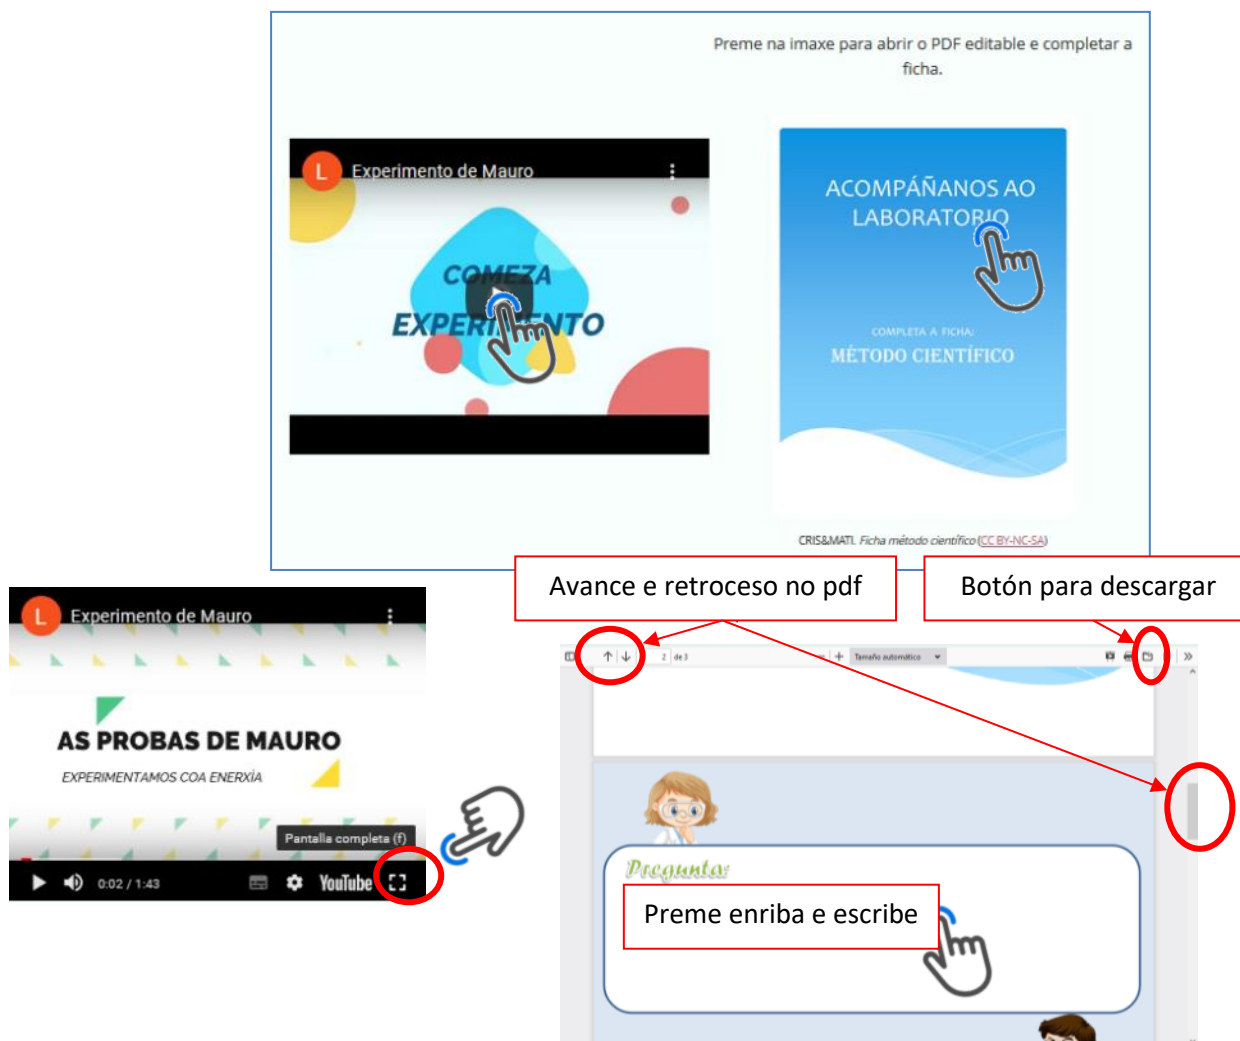 Preme na imaxe para abrir o PDF editable e completar a
ficha.
L Experimento de Mauro
COMEZA
EXPERIMENTO
ACOMPÁÑANOS AO
LABORATORIO
COMPLETA A FICHA:
MÉTODO CIENTÍFICO
CRIS&MATI. Ficha método científico (CC BY-NC-SA)
Avance e retroceso no pdf
Botón para descargar
L Experimento de Mauro
AS PROBAS DE MAURO
EXPERIMENTAMOS COA ENERXÌA
Pantalla completa (f)
0:02 / 1:43
YouTube
2 de 3
Tamaño automático
Pregunta:
Preme enriba e escribe